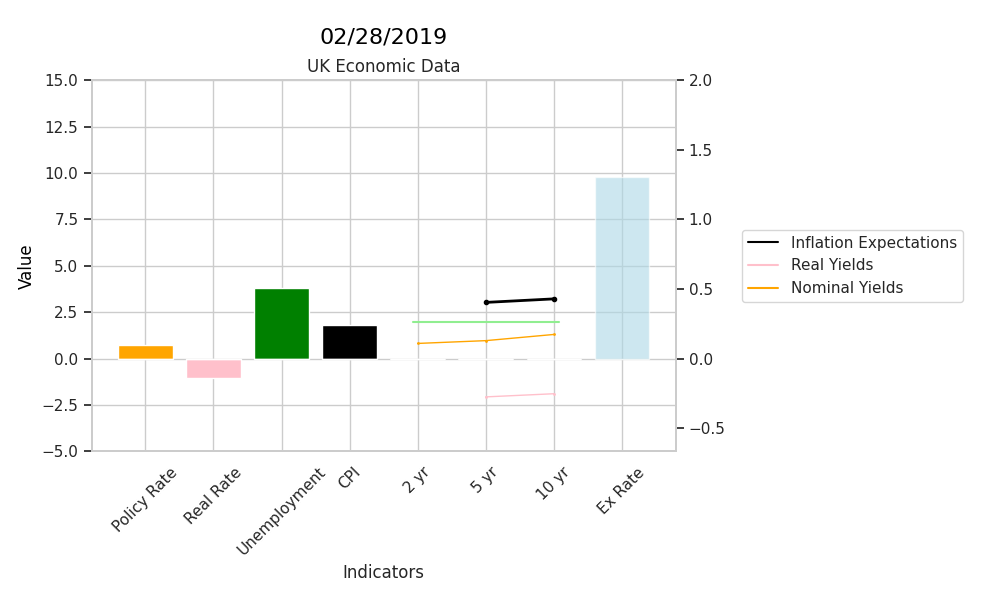 02/28/2019
UK Economic Data
15.0
12.5
10.0
7.5
5.0
2.5
0.0
−2.5
−5.0
Value
2.0
1.5
1.0
0.5
0.0
−0.5
Inflation Expectations
Real Yields
Nominal Yields
Policy Rate
Real Rate
Unemployment
CPI
2 yr
5 yr
10 yr
Ex Rate
Indicators